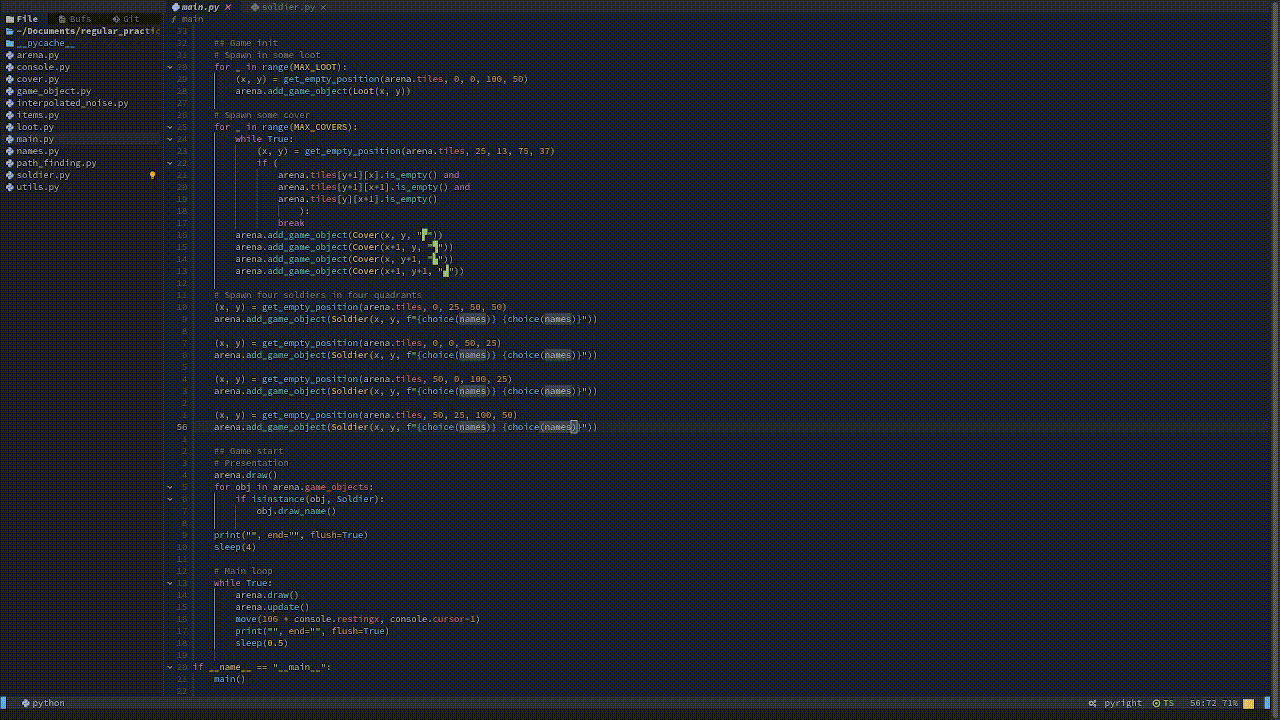 File Bufs Git main.py × soldier.py ×
~/Documents/regular_practic
main
__pycache__
arena.py
console.py
cover.py
game_object.py
interpolated_noise.py
items.py
loot.py
main.py
names.py
path_finding.py
soldier.py
utils.py
33
32 ## Game init
31 # Spawn in some loot
30 for _ in range(MAX_LOOT):
29 (x, y) = get_empty_position(arena.tiles, 0, 0, 100, 50)
28 arena.add_game_object(Loot(x, y))
27
26 # Spawn some cover
25 for _ in range(MAX_COVERS):
24 while True:
23 (x, y) = get_empty_position(arena.tiles, 25, 13, 75, 37)
22 if (
21 arena.tiles[y+1][x].is_empty() and
20 arena.tiles[y+1][x+1].is_empty() and
19 arena.tiles[y][x+1].is_empty()
18 ):
17 break
16 arena.add_game_object(Cover(x, y, "▛"))
15 arena.add_game_object(Cover(x+1, y, "▜"))
14 arena.add_game_object(Cover(x, y+1, "▙"))
13 arena.add_game_object(Cover(x+1, y+1, "▟"))
12
11 # Spawn four soldiers in four quadrants
10 (x, y) = get_empty_position(arena.tiles, 0, 25, 50, 50)
9 arena.add_game_object(Soldier(x, y, f"{choice(names)} {choice(names)}"))
8
7 (x, y) = get_empty_position(arena.tiles, 0, 0, 50, 25)
6 arena.add_game_object(Soldier(x, y, f"{choice(names)} {choice(names)}"))
5
4 (x, y) = get_empty_position(arena.tiles, 50, 0, 100, 25)
3 arena.add_game_object(Soldier(x, y, f"{choice(names)} {choice(names)}"))
2
1 (x, y) = get_empty_position(arena.tiles, 50, 25, 100, 50)
56 arena.add_game_object(Soldier(x, y, f"{choice(names)} {choice(names)}"))
1
2 ## Game start
3 # Presentation
4 arena.draw()
5 for obj in arena.game_objects:
6 if isinstance(obj, Soldier):
7 obj.draw_name()
8
9 print("", end="", flush=True)
10 sleep(4)
11
12 # Main loop
13 while True:
14 arena.draw()
15 arena.update()
16 move(106 + console.restingx, console.cursor-1)
17 print("", end="", flush=True)
18 sleep(0.5)
19
20 if __name__ == "__main__":
21 main()
22
python pyright TS 56:72 71%